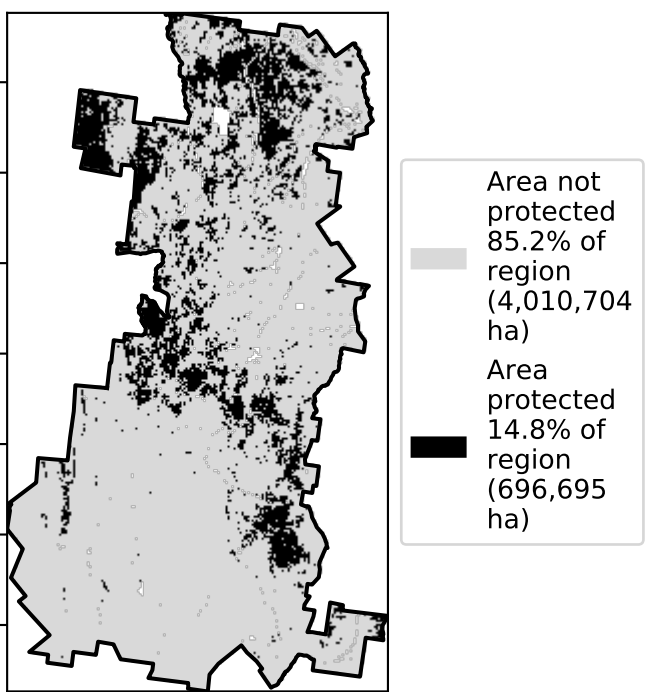 Area not
protected
85.2% of
region
(4,010,704
ha)
Area
protected
14.8% of
region
(696,695
ha)